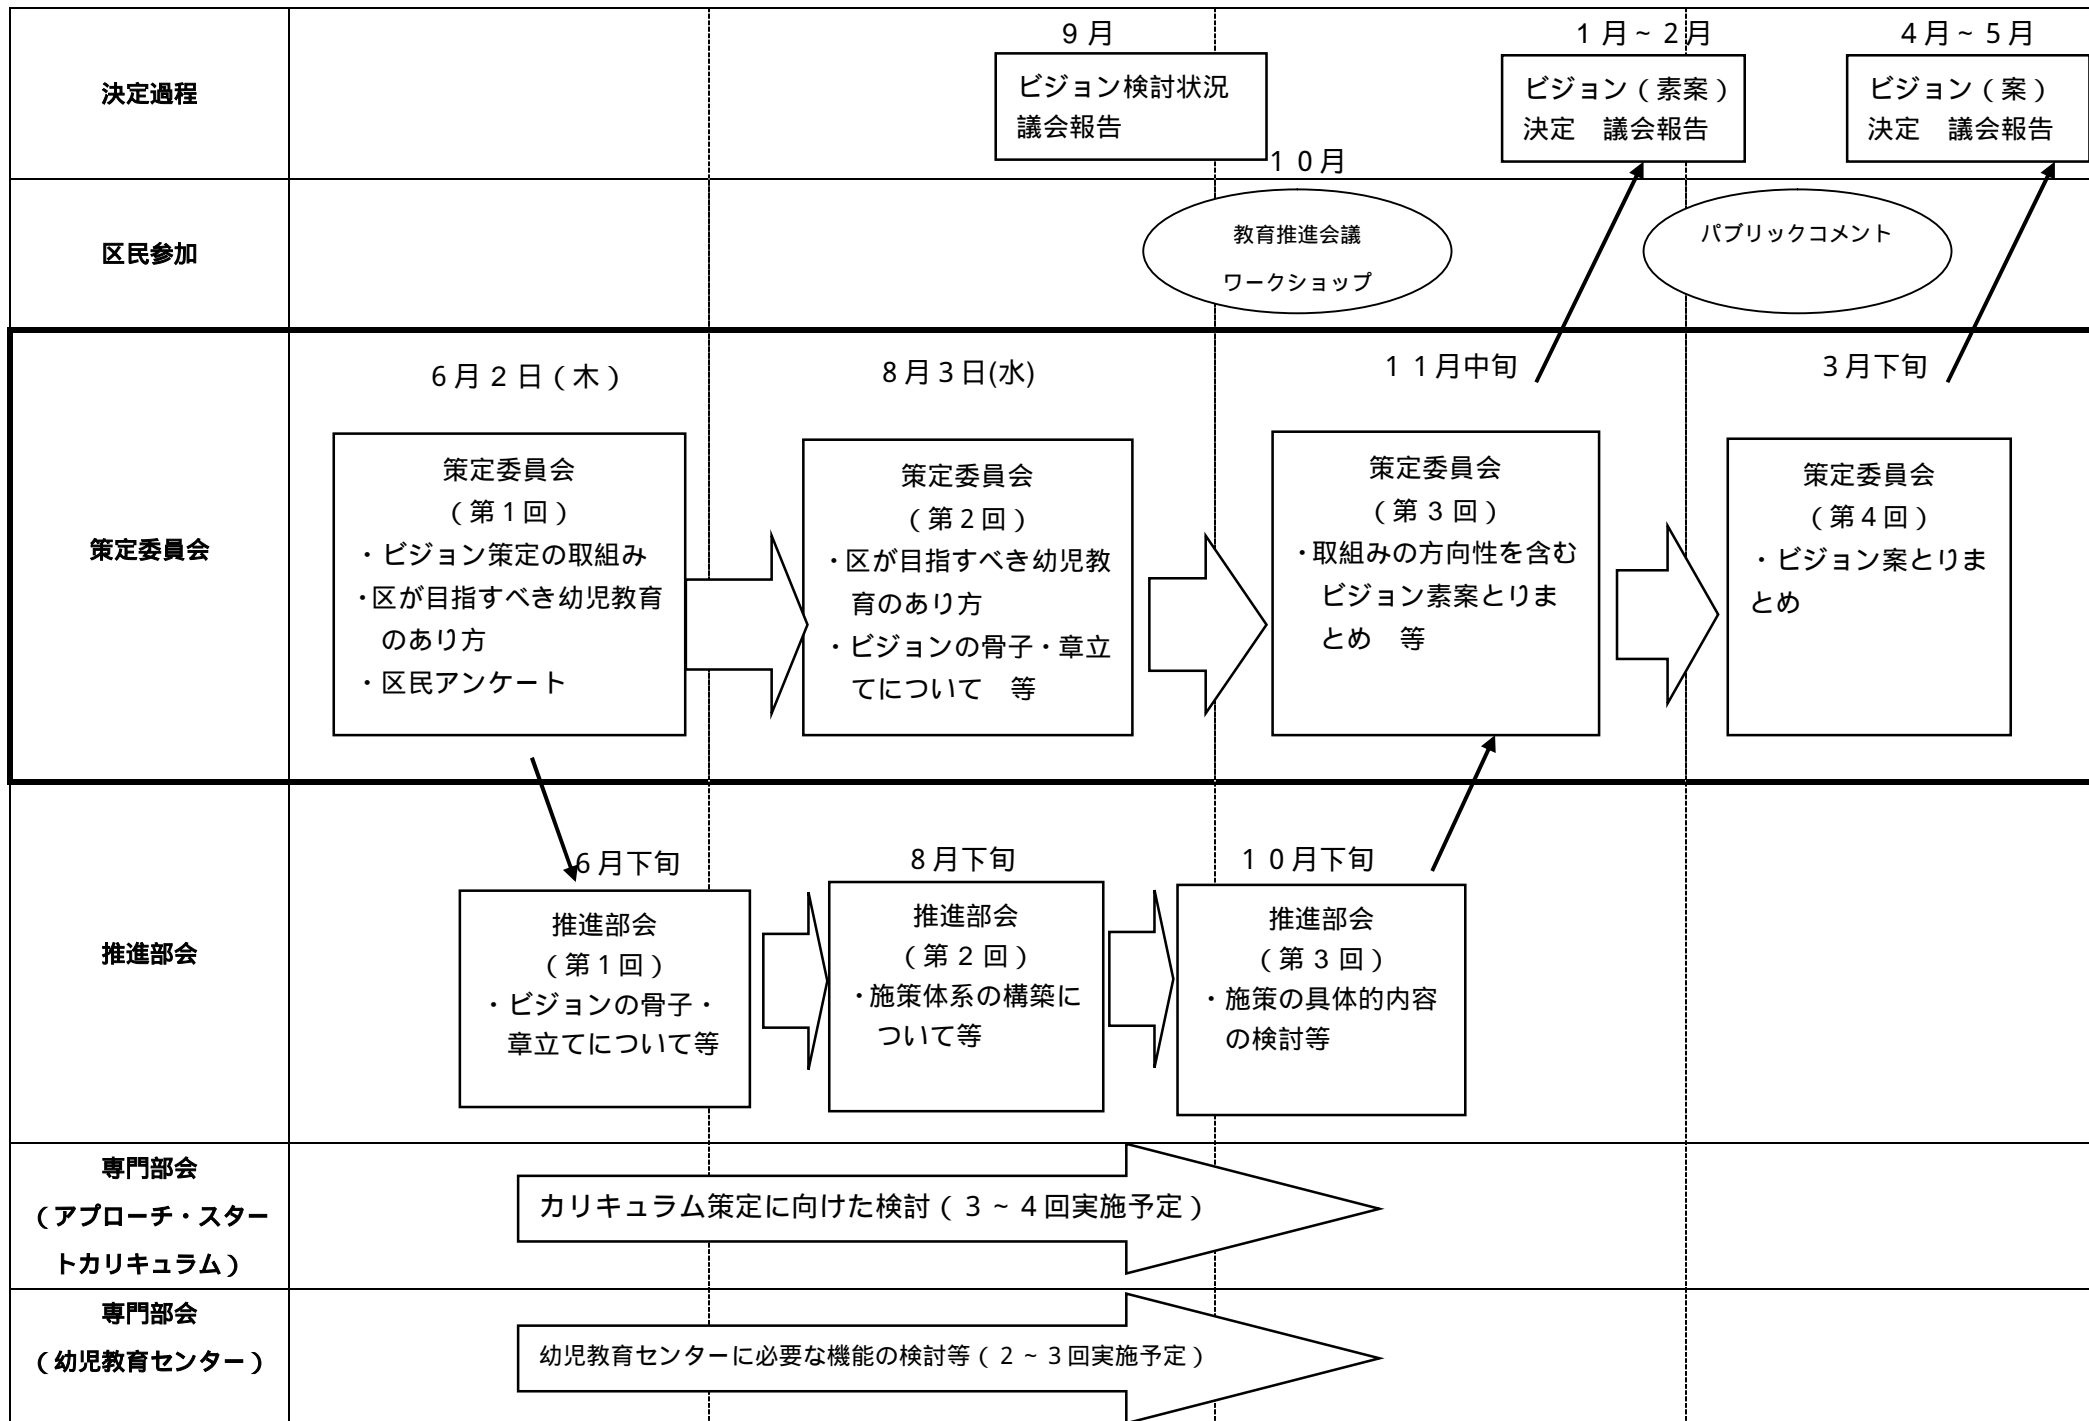 決定過程
9月
ビジョン検討状況
議会報告
1月~2月
ビジョン(素案)
決定　議会報告
4月~5月
ビジョン(案)
決定　議会報告
区民参加
10月
教育推進会議
ワークショップ
パブリックコメント
策定委員会
6月2日(木)
策定委員会
(第1回)
・ビジョン策定の取組み
・区が目指すべき幼児教育
のあり方
・区民アンケート
8月3日(水)
策定委員会
(第2回)
・区が目指すべき幼児教
育のあり方
・ビジョンの骨子・章立
てについて　等
11月中旬
策定委員会
(第3回)
・取組みの方向性を含む
ビジョン素案とりま
とめ　等
3月下旬
策定委員会
(第4回)
・ビジョン案とりま
とめ
推進部会
6月下旬
推進部会
(第1回)
・ビジョンの骨子・
章立てについて等
8月下旬
推進部会
(第2回)
・施策体系の構築に
ついて等
10月下旬
推進部会
(第3回)
・施策の具体的内容
の検討等
専門部会
(アプローチ・スター
トカリキュラム)
カリキュラム策定に向けた検討(3~4回実施予定)
専門部会
(幼児教育センター)
幼児教育センターに必要な機能の検討等(2~3回実施予定)